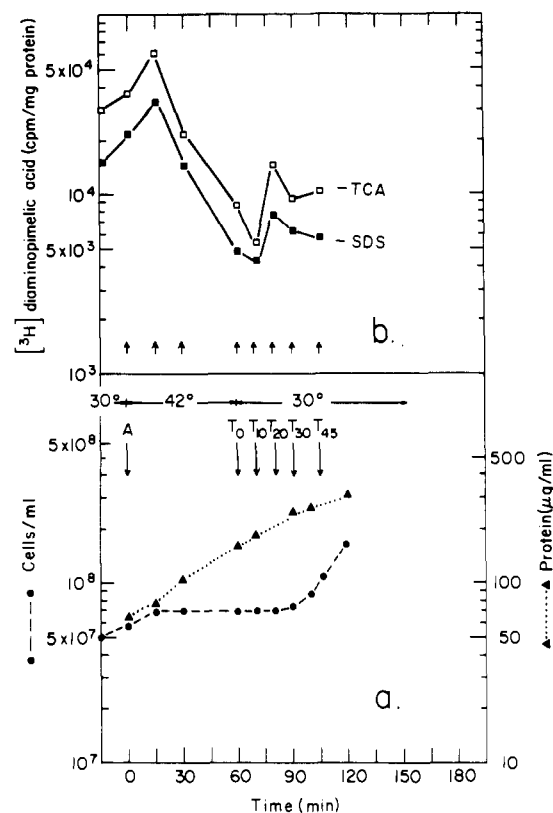 [³H] diaminopimelic acid (cpm/mg protein)
5x10⁴
10⁴
5x10³
10³
-TCA
-SDS
b.
30° 42° 30°
A T₀ T₁₀ T₂₀ T₃₀ T₄₅
Cells/ml
5x10⁸
10⁸
5x10⁷
10⁷
500
100
50
10
Protein(µg/ml)
a.
0 30 60 90 120 150 180
Time (min)